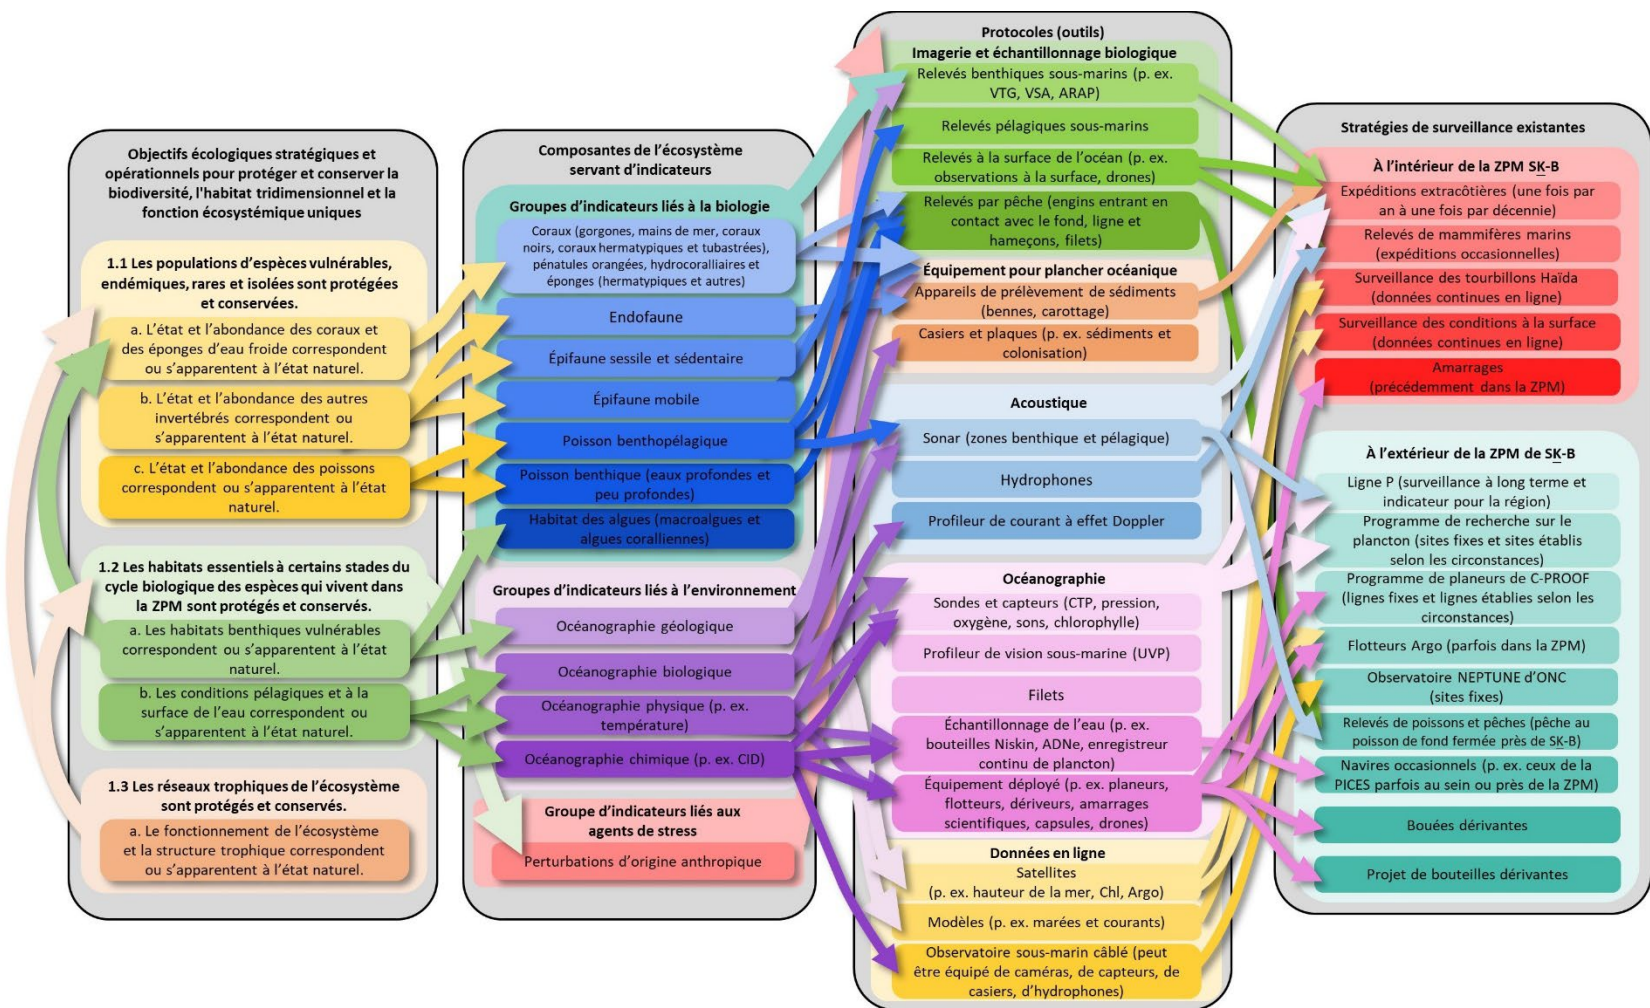 Objectifs écologiques stratégiques et
opérationnels pour protéger et conserver la
biodiversité, l'habitat tridimensionnel et la
fonction écosystémique uniques
1.1 Les populations d’espèces vulnérables,
endémiques, rares et isolées sont protégées
et conservées.
a. L’état et l’abondance des coraux et
des éponges d’eau froide correspondent
ou s’apparentent à l’état naturel.
b. L’état et l’abondance des autres
invertébrés correspondent ou
s’apparentent à l’état naturel.
c. L’état et l’abondance des poissons
correspondent ou s’apparentent à l’état
naturel.
1.2 Les habitats essentiels à certains stades du
cycle biologique des espèces qui vivent dans
la ZPM sont protégés et conservés.
a. Les habitats benthiques vulnérables
correspondent ou s’apparentent à l’état
naturel.
b. Les conditions pélagiques et à la
surface de l’eau correspondent ou
s’apparentent à l’état naturel.
1.3 Les réseaux trophiques de l’écosystème
sont protégés et conservés.
a. Le fonctionnement de l’écosystème
et la structure trophique correspondent
ou s’apparentent à l’état naturel.
Composantes de l’écosystème
servant d’indicateurs
Groupes d’indicateurs liés à la biologie
Coraux (gorgones, mains de mer, coraux
noirs, coraux hermatypiques et tubastrées),
pénatules orangées, hydrocoralliaires et
éponges (hermatypiques et autres)
Endofaune
Épifaune sessile et sédentaire
Épifaune mobile
Poisson benthopélagique
Poisson benthique (eaux profondes et
peu profondes)
Habitat des algues (macroalgues et
algues coralliennes)
Groupes d’indicateurs liés à l’environnement
Océanographie géologique
Océanographie biologique
Océanographie physique (p. ex.
température)
Océanographie chimique (p. ex. CID)
Groupe d’indicateurs liés aux
agents de stress
Perturbations d’origine anthropique
Protocoles (outils)
Imagerie et échantillonnage biologique
Relevés benthiques sous-marins (p. ex.
VTG, VSA, ARAP)
Relevés pélagiques sous-marins
Relevés à la surface de l’océan (p. ex.
observations à la surface, drones)
Relevés par pêche (engins entrant en
contact avec le fond, ligne et
hameçons, filets)
Équipement pour plancher océanique
Appareils de prélèvement de sédiments
(bennes, carottage)
Casiers et plaques (p. ex. sédiments et
colonisation)
Acoustique
Sonar (zones benthique et pélagique)
Hydrophones
Profileur de courant à effet Doppler
Océanographie
Sondes et capteurs (CTP, pression,
oxygène, sons, chlorophylle)
Profileur de vision sous-marine (UVP)
Filets
Échantillonnage de l’eau (p. ex.
bouteilles Niskin, ADNe, enregistreur
continu de plancton)
Équipement déployé (p. ex. planeurs,
flotteurs, dériveurs, amarrages
scientifiques, capsules, drones)
Données en ligne
Satellites
(p. ex. hauteur de la mer, Chl, Argo)
Modèles (p. ex. marées et courants)
Observatoire sous-marin câblé (peut
être équipé de caméras, de capteurs, de
casiers, d’hydrophones)
Stratégies de surveillance existantes
À l’intérieur de la ZPM SK-B
Expéditions extracôtières (une fois par
an à une fois par décennie)
Relevés de mammifères marins
(expéditions occasionnelles)
Surveillance des tourbillons Haïda
(données continues en ligne)
Surveillance des conditions à la surface
(données continues en ligne)
Amarrages
(précédemment dans la ZPM)
À l’extérieur de la ZPM de SK-B
Ligne P (surveillance à long terme et
indicateur pour la région)
Programme de recherche sur le
plancton (sites fixes et sites établis
selon les circonstances)
Programme de planeurs de C-PROOF
(lignes fixes et lignes établies selon les
circonstances)
Flotteurs Argo (parfois dans la ZPM)
Observatoire NEPTUNE d’ONC
(sites fixes)
Relevés de poissons et pêches (pêche au
poisson de fond fermée près de SK-B)
Navires occasionnels (p. ex. ceux de la
PICES parfois au sein ou près de la ZPM)
Bouées dérivantes
Projet de bouteilles dérivantes